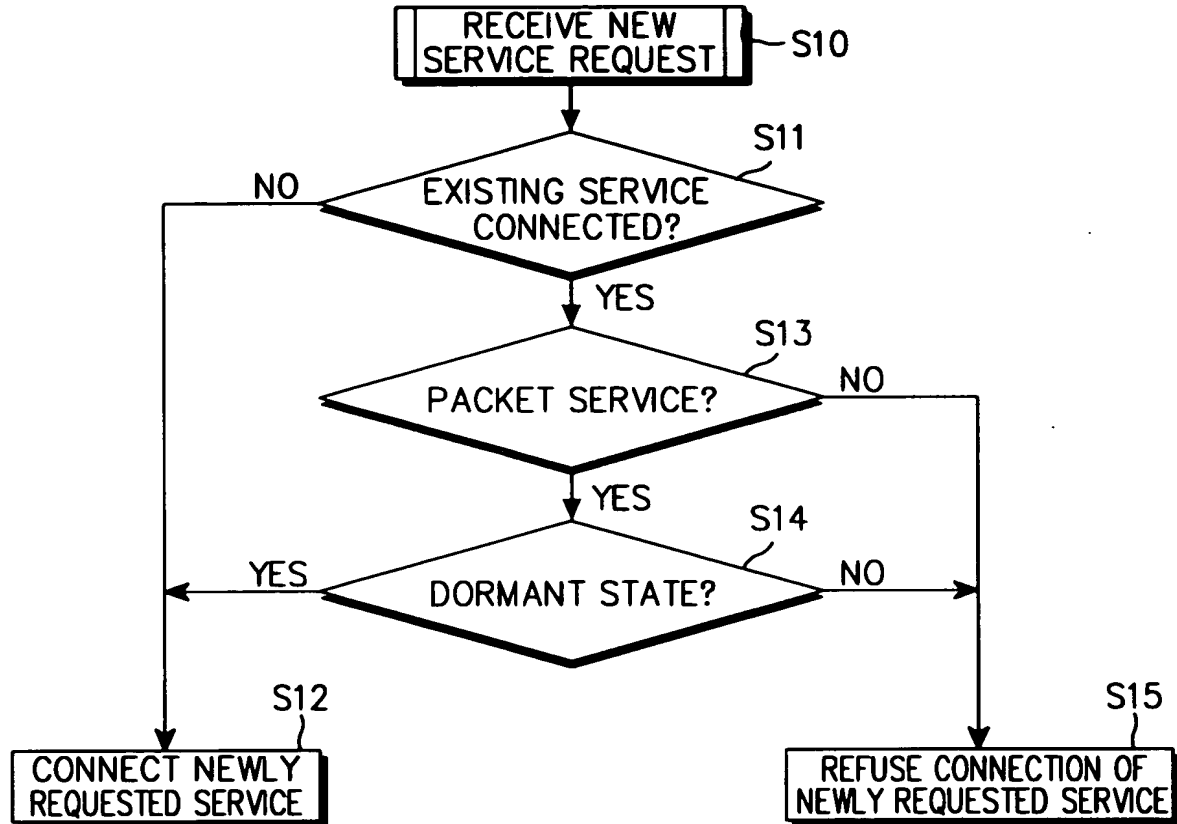 RECEIVE NEW
SERVICE REQUEST
S10
S11
EXISTING SERVICE
CONNECTED?
NO
YES
S13
PACKET SERVICE?
NO
YES
S14
DORMANT STATE?
YES
NO
S12
CONNECT NEWLY
REQUESTED SERVICE
S15
REFUSE CONNECTION OF
NEWLY REQUESTED SERVICE